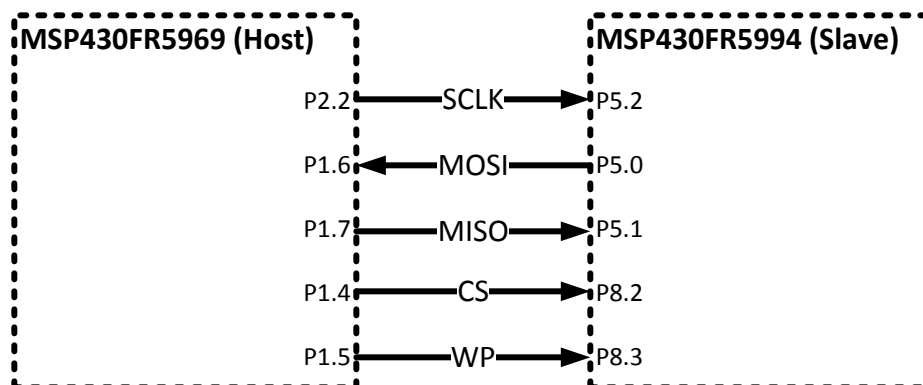 MSP430FR5969 (Host) MSP430FR5994 (Slave)
P2.2 SCLK P5.2
P1.6 MOSI P5.0
P1.7 MISO P5.1
P1.4 CS P8.2
P1.5 WP P8.3